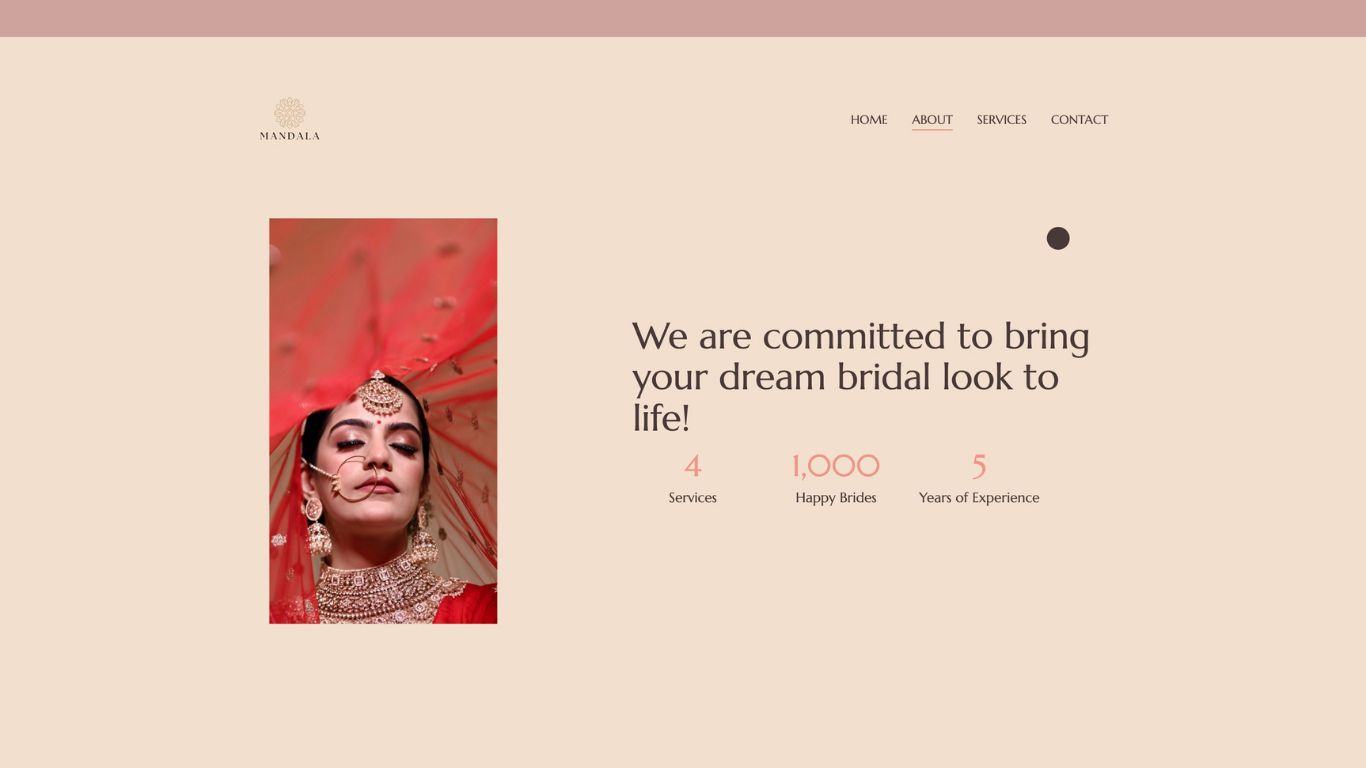 MANDALA
HOME ABOUT SERVICES CONTACT
We are committed to bring
your dream bridal look to
life!
4 1,000 5
Services Happy Brides Years of Experience